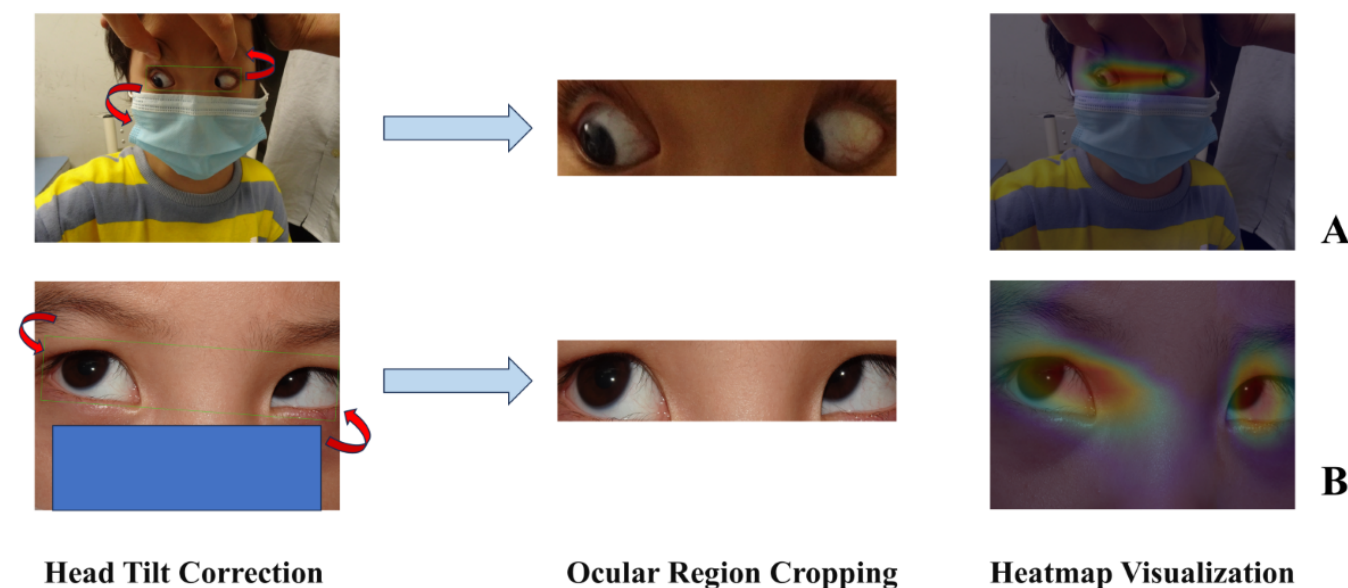 A
B
Head Tilt Correction
Ocular Region Cropping
Heatmap Visualization